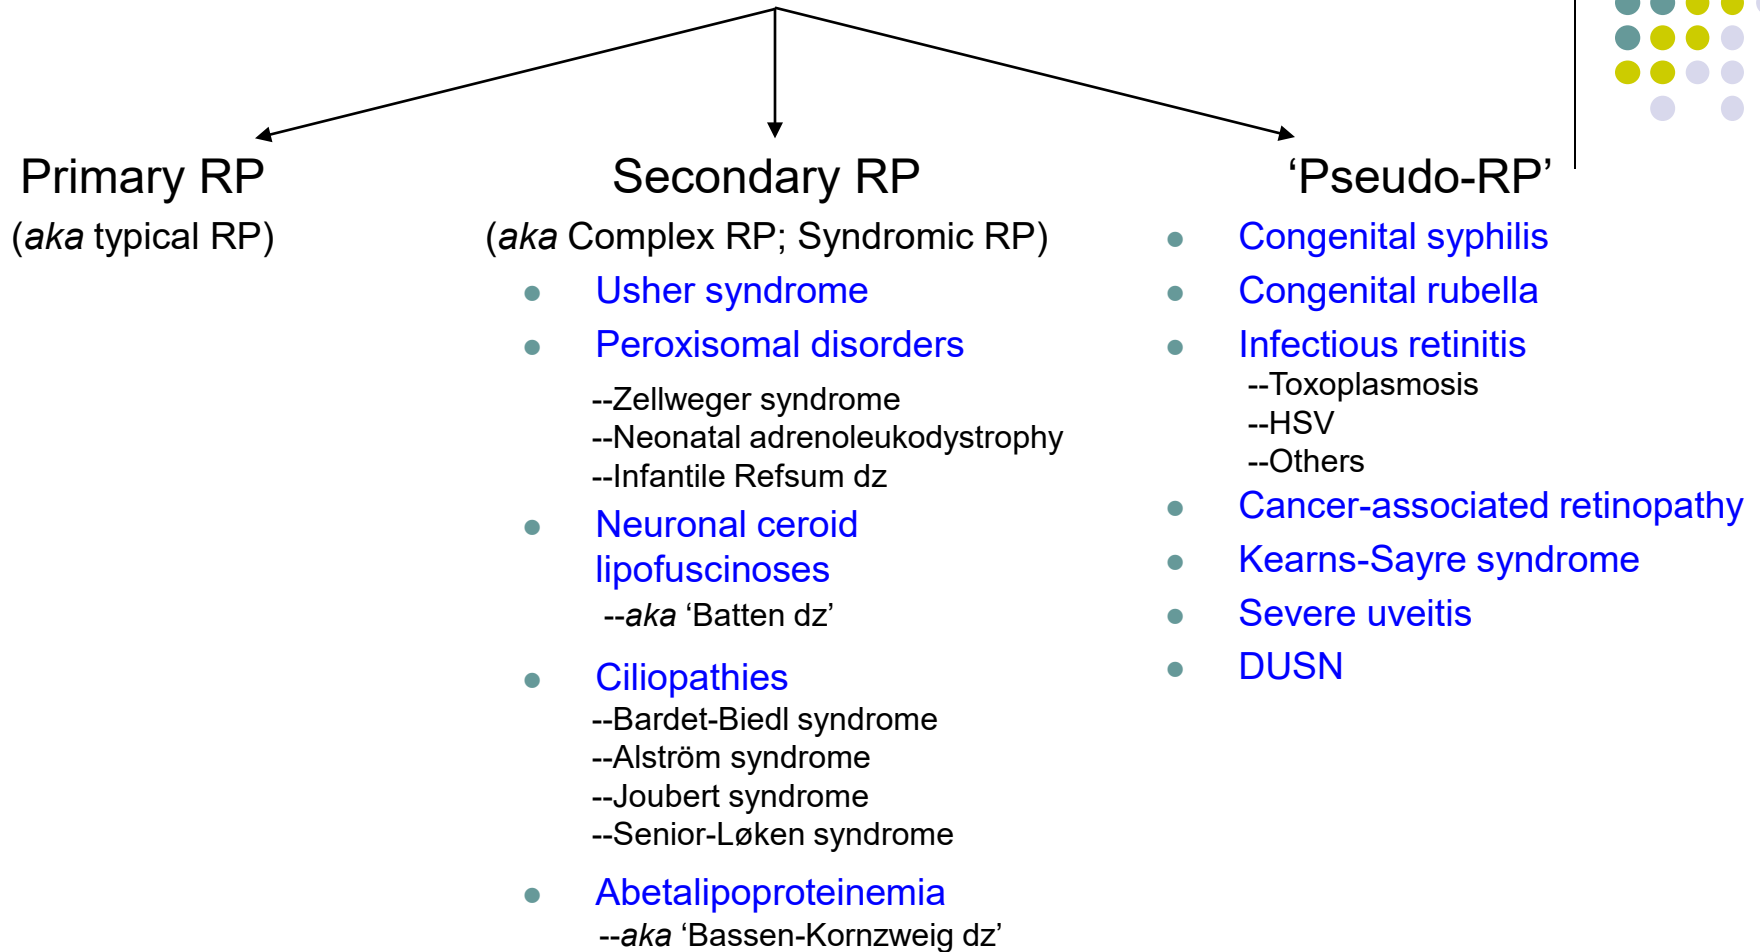 Primary RP
(aka typical RP)
Secondary RP
(aka Complex RP; Syndromic RP)
Usher syndrome
Peroxisomal disorders
--Zellweger syndrome
--Neonatal adrenoleukodystrophy
--Infantile Refsum dz
Neuronal ceroid
lipofuscinoses
--aka ‘Batten dz’
Ciliopathies
--Bardet-Biedl syndrome
--Alström syndrome
--Joubert syndrome
--Senior-Løken syndrome
Abetalipoproteinemia
--aka ‘Bassen-Kornzweig dz’
‘Pseudo-RP’
Congenital syphilis
Congenital rubella
Infectious retinitis
--Toxoplasmosis
--HSV
--Others
Cancer-associated retinopathy
Kearns-Sayre syndrome
Severe uveitis
DUSN